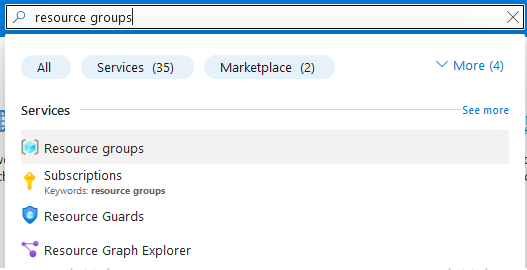 resource groups
All
Services (35)
Marketplace (2)
More (4)
Services
See more
Resource groups
Subscriptions
Keywords: resource groups
Resource Guards
Resource Graph Explorer